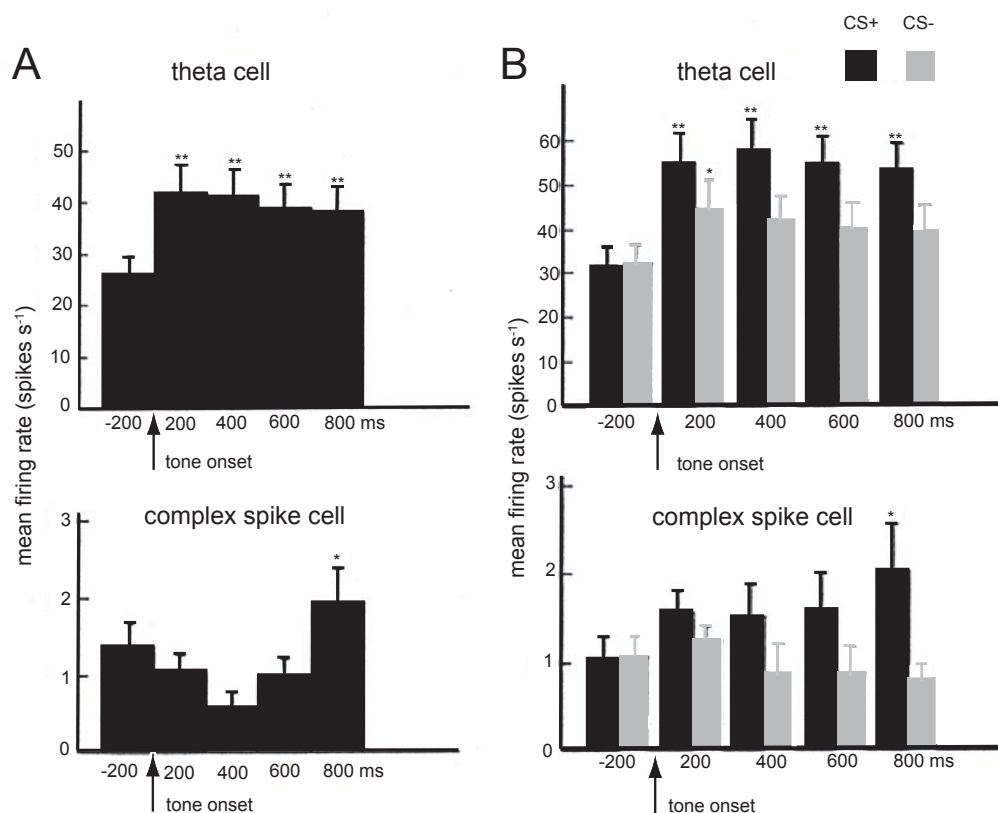 CS+ CS-
A
theta cell
mean firing rate (spikes s⁻¹)
50
40
30
20
10
0
** ** ** **
-200 200 400 600 800 ms
tone onset
complex spike cell
3
2
1
0
*
-200 200 400 600 800 ms
tone onset
B
theta cell
mean firing rate (spikes s⁻¹)
60
50
40
30
60
10
0
** ** ** **
*
-200 200 400 600 800 ms
tone onset
complex spike cell
3
2
1
0
*
-200 200 400 600 800 ms
tone onset